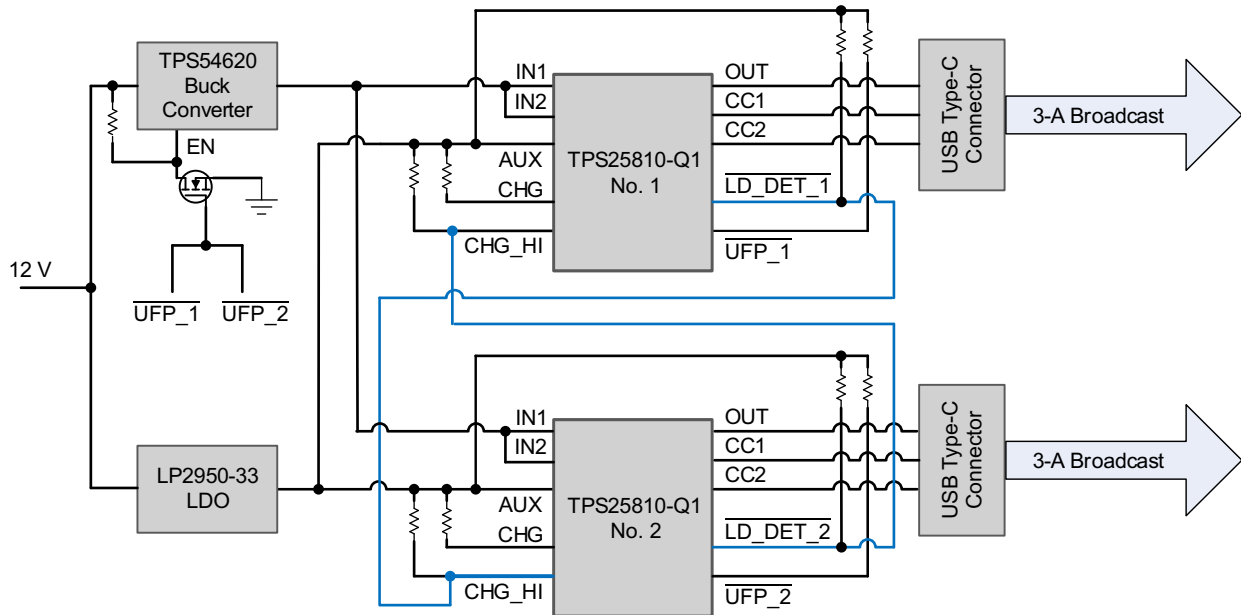 TPS54620
Buck
Converter
EN
12 V
UFP_1
UFP_2
LP2950-33
LDO
IN1
IN2
AUX
CHG
CHG_HI
TPS25810-Q1
No. 1
OUT
CC1
CC2
LD_DET_1
UFP_1
USB Type-C
Connector
3-A Broadcast
IN1
IN2
AUX
CHG
CHG_HI
TPS25810-Q1
No. 2
OUT
CC1
CC2
LD_DET_2
UFP_2
USB Type-C
Connector
3-A Broadcast